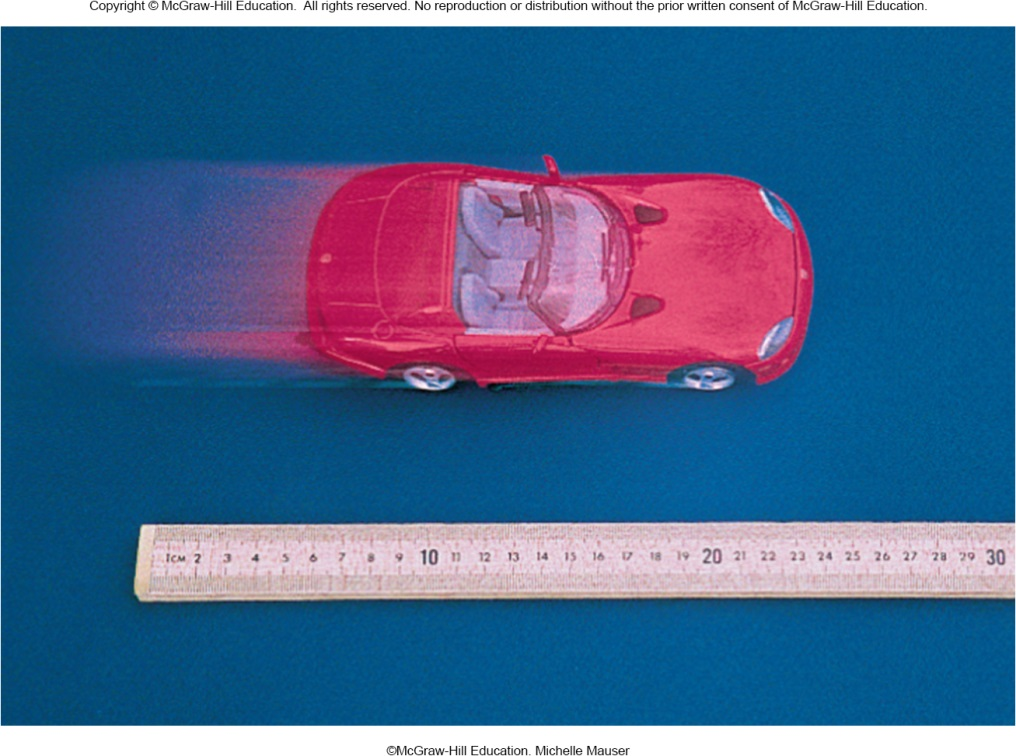 Copyright © McGraw-Hill Education.  All rights reserved. No reproduction or distribution without the prior written consent of McGraw-Hill Education.
1CM 2 3 4 5 6 7 8 9 10 11 12 13 14 15 16 17 18 19 20 21 22 23 24 25 26 27 28 29 30
©McGraw-Hill Education. Michelle Mauser